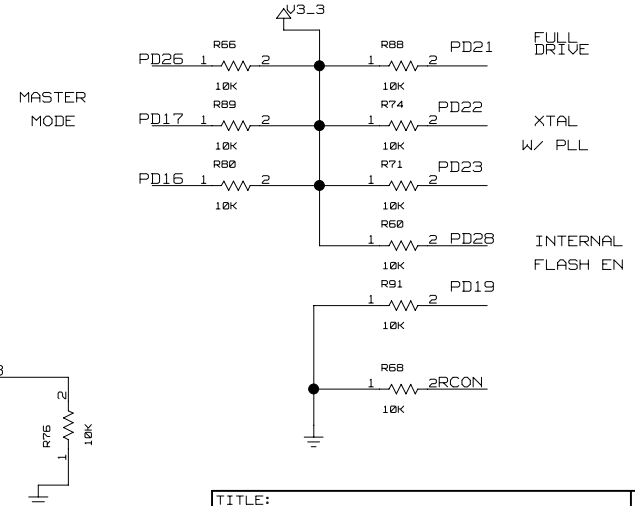 V3_3
R66
PD26 1 2
10K
R88
1 2 PD21
10K
FULL
DRIVE
MASTER
MODE
R89
PD17 1 2
10K
R74
1 2 PD22
10K
XTAL
W/ PLL
R80
PD16 1 2
10K
R71
1 2 PD23
10K
R60
1 2 PD28
10K
INTERNAL
FLASH EN
R91
1 2 PD19
10K
R68
1 2 RCON
10K
2
R76
10K
1
TITLE: